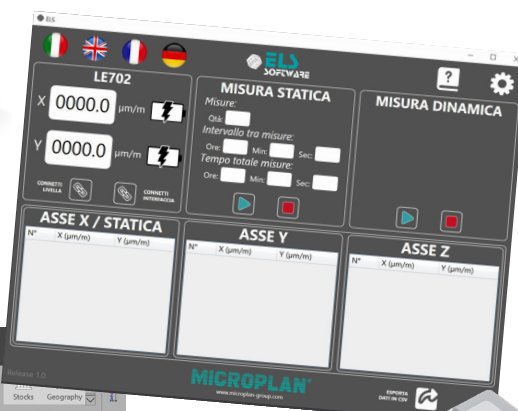 ELS
ELS
SOFTWARE
?
LE702
X 0000.0 µm/m
Y 0000.0 µm/m
CONNETTI
LIVELLA
CONNETTI
INTERFACCIA
MISURA STATICA
Misure:
Qtà:
Intervallo tra misure:
Ore: Min: Sec:
Tempo totale misure:
Ore: Min: Sec:
MISURA DINAMICA
ASSE X / STATICA
N° X (µm/m) Y (µm/m)
ASSE Y
N° X (µm/m) Y (µm/m)
ASSE Z
N° X (µm/m) Y (µm/m)
Release 1.0
MICROPLAN
www.microplan-group.com
ESPORTA
DATI IN CSV
Stocks Geography